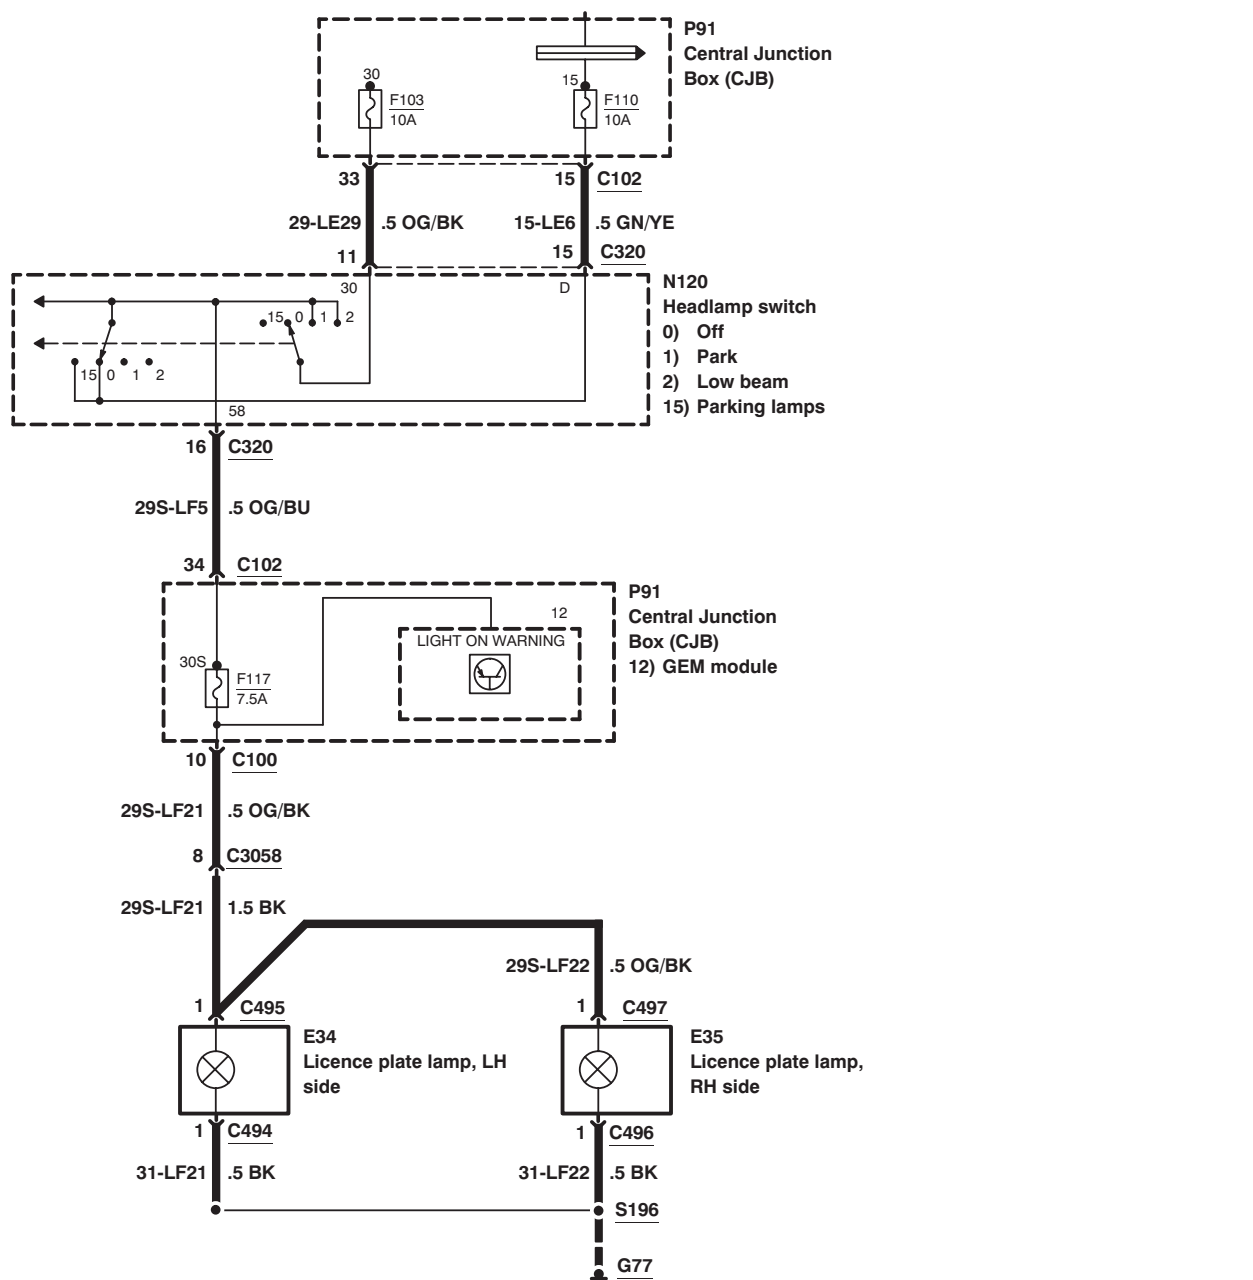 P91
Central Junction
Box (CJB)
30
F103
10A
15
F110
10A
33
15
C102
29-LE29
.5 OG/BK
15-LE6
.5 GN/YE
11
15
C320
30
D
N120
Headlamp switch
0) Off
1) Park
2) Low beam
15) Parking lamps
15 0 1 2
15 0 1 2
58
16
C320
29S-LF5
.5 OG/BU
34
C102
P91
Central Junction
Box (CJB)
12) GEM module
12
LIGHT ON WARNING
30S
F117
7.5A
10
C100
29S-LF21
.5 OG/BK
8
C3058
29S-LF21
1.5 BK
29S-LF22
.5 OG/BK
1
C495
1
C497
E34
Licence plate lamp, LH
side
E35
Licence plate lamp,
RH side
1
C494
1
C496
31-LF21
.5 BK
31-LF22
.5 BK
S196
G77